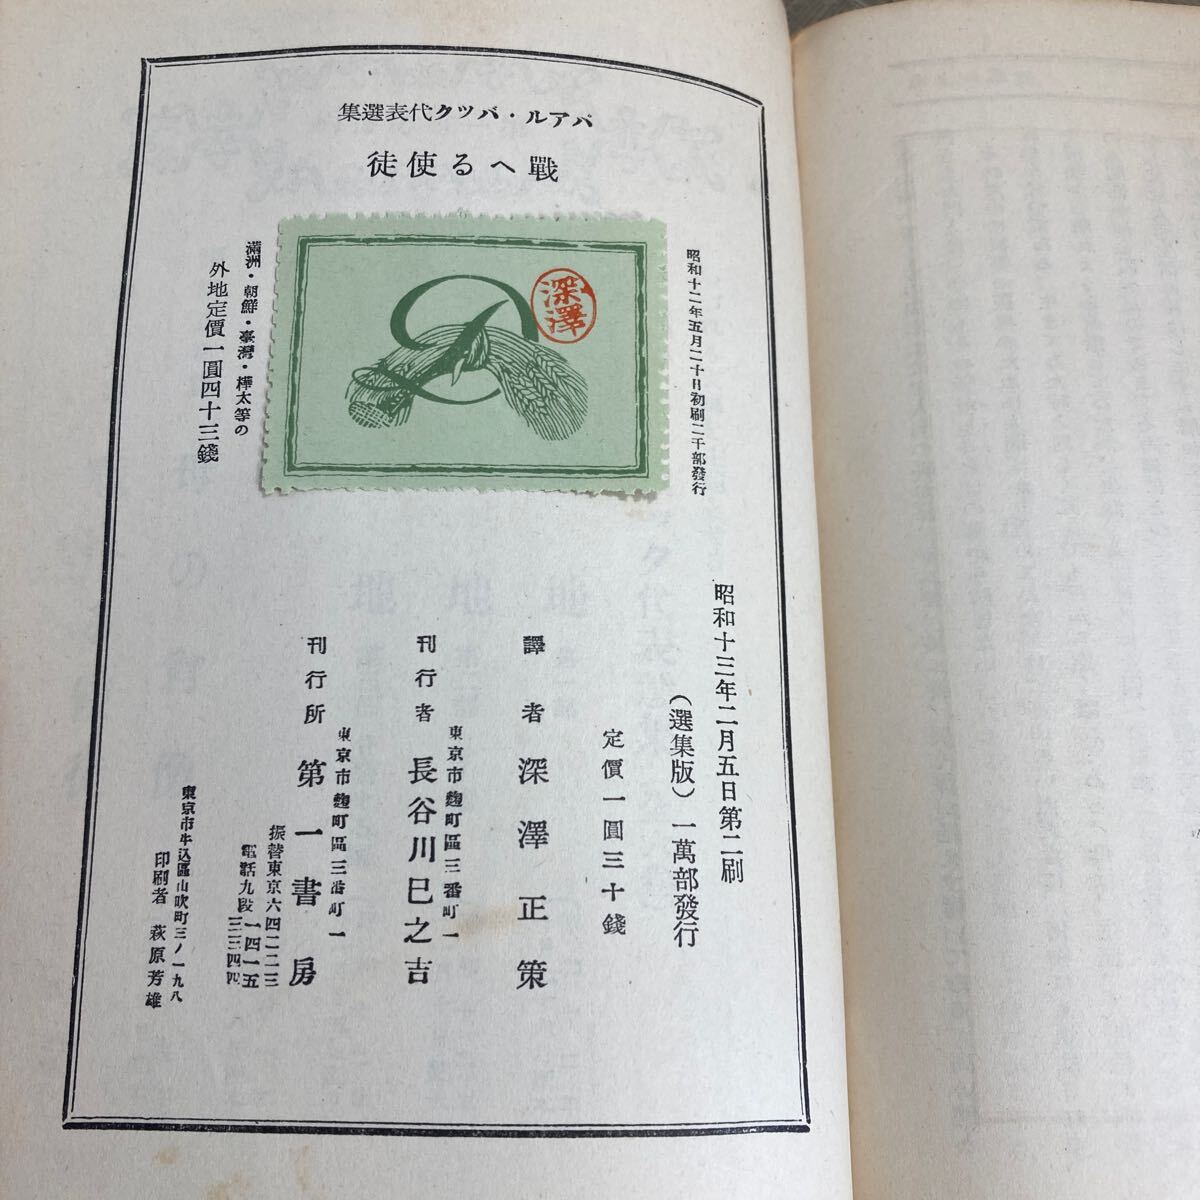 パアル・バツク代表選集
戰へる使徒
昭和十二年五月二十日初刷二千部發行
深澤
滿洲・朝鮮・臺灣・樺太等の
外地定價一圓四十三錢
昭和十三年二月五日第二刷
(選集版)一萬部發行
定價一圓三十錢
譯者 深澤正策
東京市麴町區三番町一
刊行者 長谷川巳之吉
東京市麴町區三番町一
刊行所 第一書房
振替東京六四一二三
電話九段 一四一五
三三四四
東京市牛込區山吹町三ノ一九八
印刷者 萩原芳雄